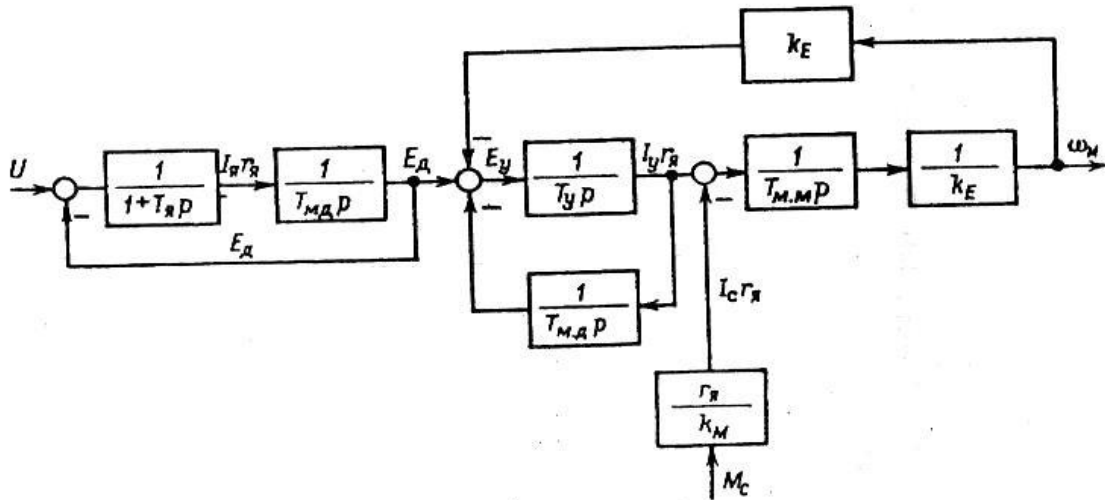 k_E
U
−
1
1+T_я p
I_я r_я
1
T_мд p
E_д
E_д
−
−
E_у
1
T_у p
I_у r_я
−
1
T_м.м p
1
k_E
ω_м
1
T_м.д p
I_с r_я
r_я
k_м
M_с